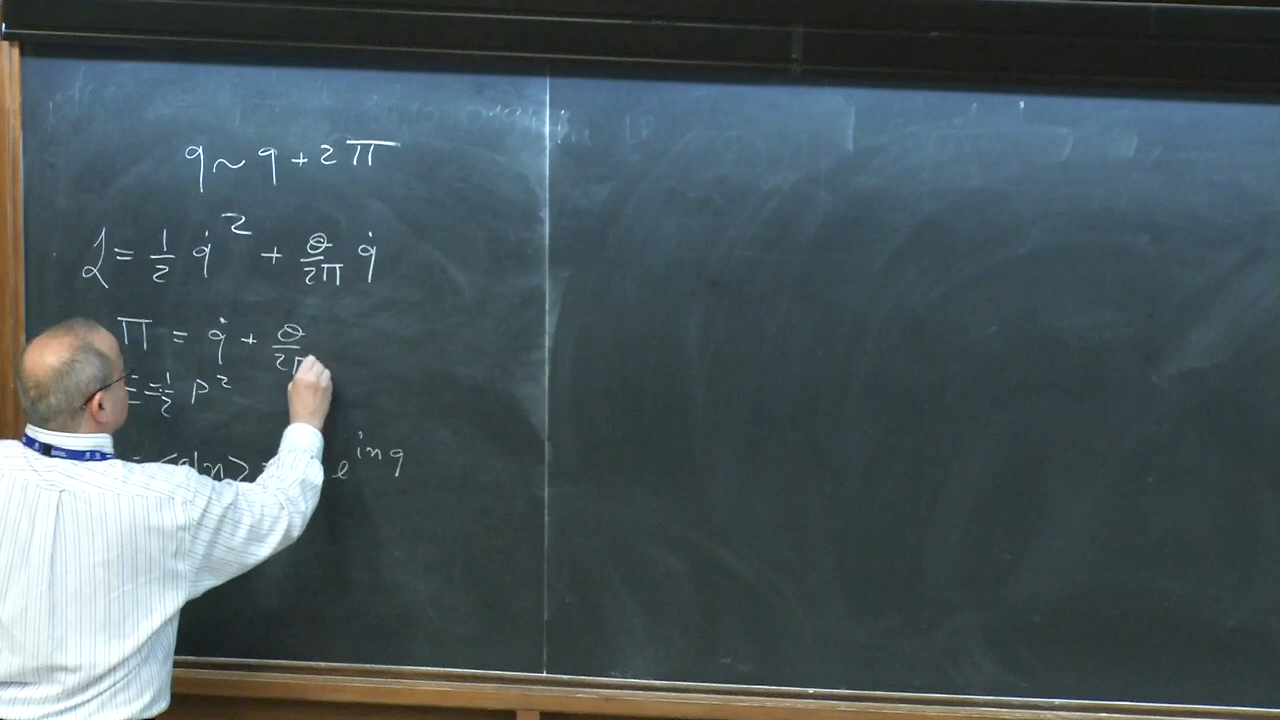 q ~ q + 2π
L = 1/2 q̇² + θ/2π q̇
Π = q̇ + θ/2π
= 1/2 p²
= <q|n> e^{inq}